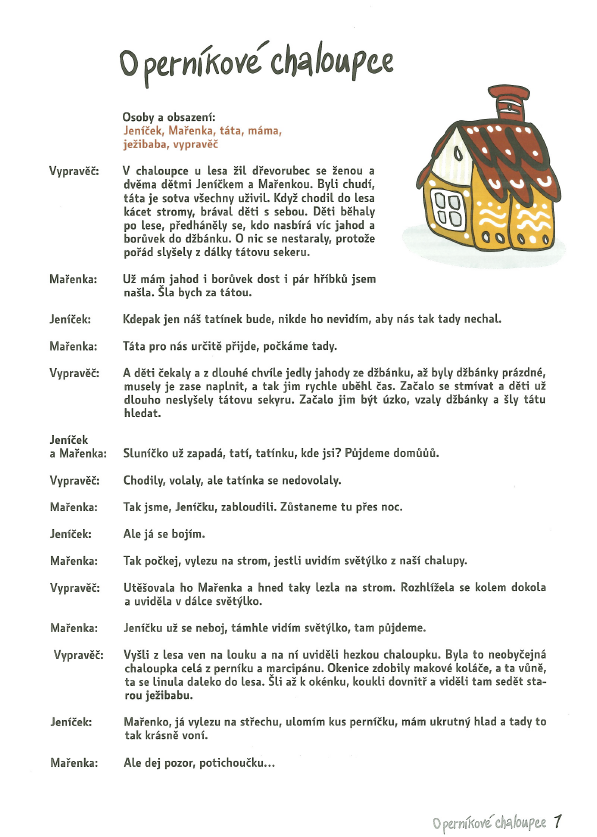 O perníkové chaloupce
Osoby a obsazení:
Jeníček, Mařenka, táta, máma,
ježibaba, vypravěč
Vypravěč: V chaloupce u lesa žil dřevorubec se ženou a
dvěma dětmi Jeníčkem a Mařenkou. Byli chudí,
táta je sotva všechny uživil. Když chodil do lesa
kácet stromy, brával děti s sebou. Děti běhaly
po lese, předháněly se, kdo nasbírá víc jahod a
borůvek do džbánku. O nic se nestaraly, protože
pořád slyšely z dálky tátovu sekeru.
Mařenka: Už mám jahod i borůvek dost i pár hříbků jsem
našla. Šla bych za tátou.
Jeníček: Kdepak jen náš tatínek bude, nikde ho nevidím, aby nás tak tady nechal.
Mařenka: Táta pro nás určitě přijde, počkáme tady.
Vypravěč: A děti čekaly a z dlouhé chvíle jedly jahody ze džbánku, až byly džbánky prázdné,
musely je zase naplnit, a tak jim rychle uběhl čas. Začalo se stmívat a děti už
dlouho neslyšely tátovu sekyru. Začalo jim být úzko, vzaly džbánky a šly tátu
hledat.
Jeníček
a Mařenka: Sluníčko už zapadá, tatí, tatínku, kde jsi? Půjdeme domůůů.
Vypravěč: Chodily, volaly, ale tatínka se nedovolaly.
Mařenka: Tak jsme, Jeníčku, zabloudili. Zůstaneme tu přes noc.
Jeníček: Ale já se bojím.
Mařenka: Tak počkej, vylezu na strom, jestli uvidím světýlko z naší chalupy.
Vypravěč: Utěšovala ho Mařenka a hned taky lezla na strom. Rozhlížela se kolem dokola
a uviděla v dálce světýlko.
Mařenka: Jeníčku už se neboj, támhle vidím světýlko, tam půjdeme.
Vypravěč: Vyšli z lesa ven na louku a na ní uviděli hezkou chaloupku. Byla to neobyčejná
chaloupka celá z perníku a marcipánu. Okenice zdobily makové koláče, a ta vůně,
ta se linula daleko do lesa. Šli až k okénku, koukli dovnitř a viděli tam sedět sta-
rou ježibabu.
Jeníček: Mařenko, já vylezu na střechu, ulomím kus perníčku, mám ukrutný hlad a tady to
tak krásně voní.
Mařenka: Ale dej pozor, potichoučku...
O perníkové chaloupce 1